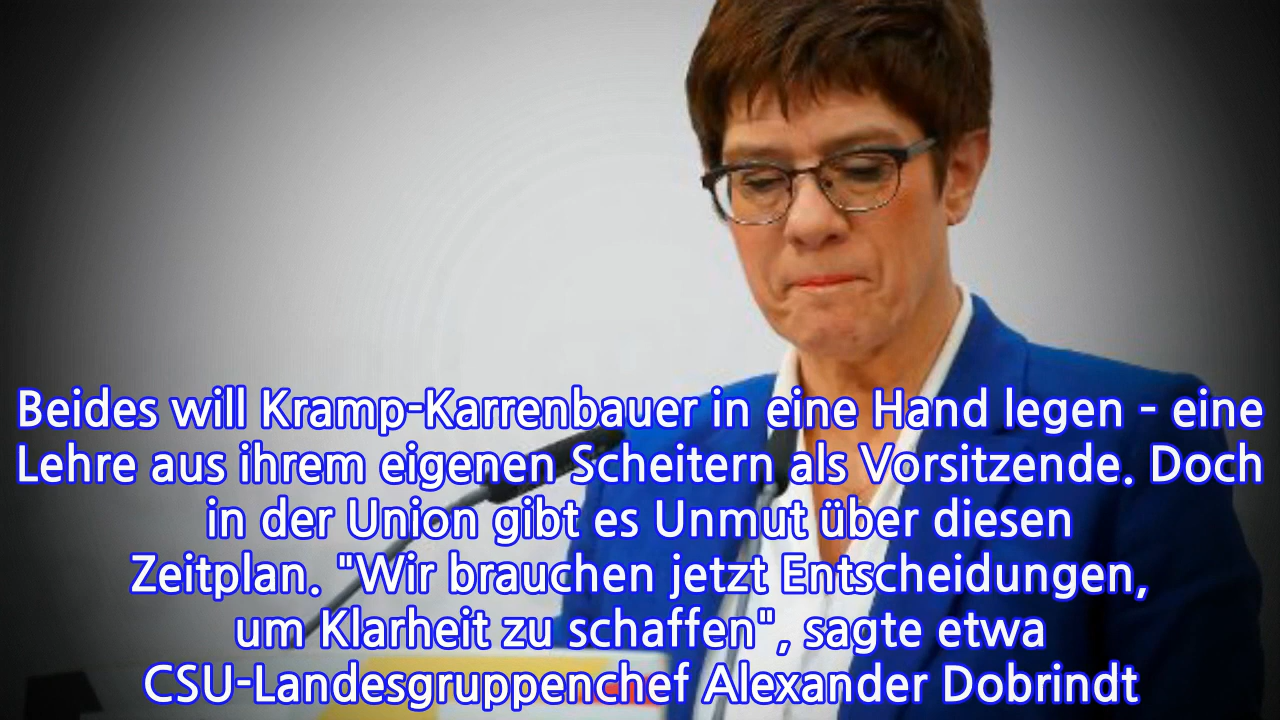 Beides will Kramp-Karrenbauer in eine Hand legen - eine
Lehre aus ihrem eigenen Scheitern als Vorsitzende. Doch
in der Union gibt es Unmut über diesen
Zeitplan. "Wir brauchen jetzt Entscheidungen,
um Klarheit zu schaffen", sagte etwa
CSU-Landesgruppenchef Alexander Dobrindt